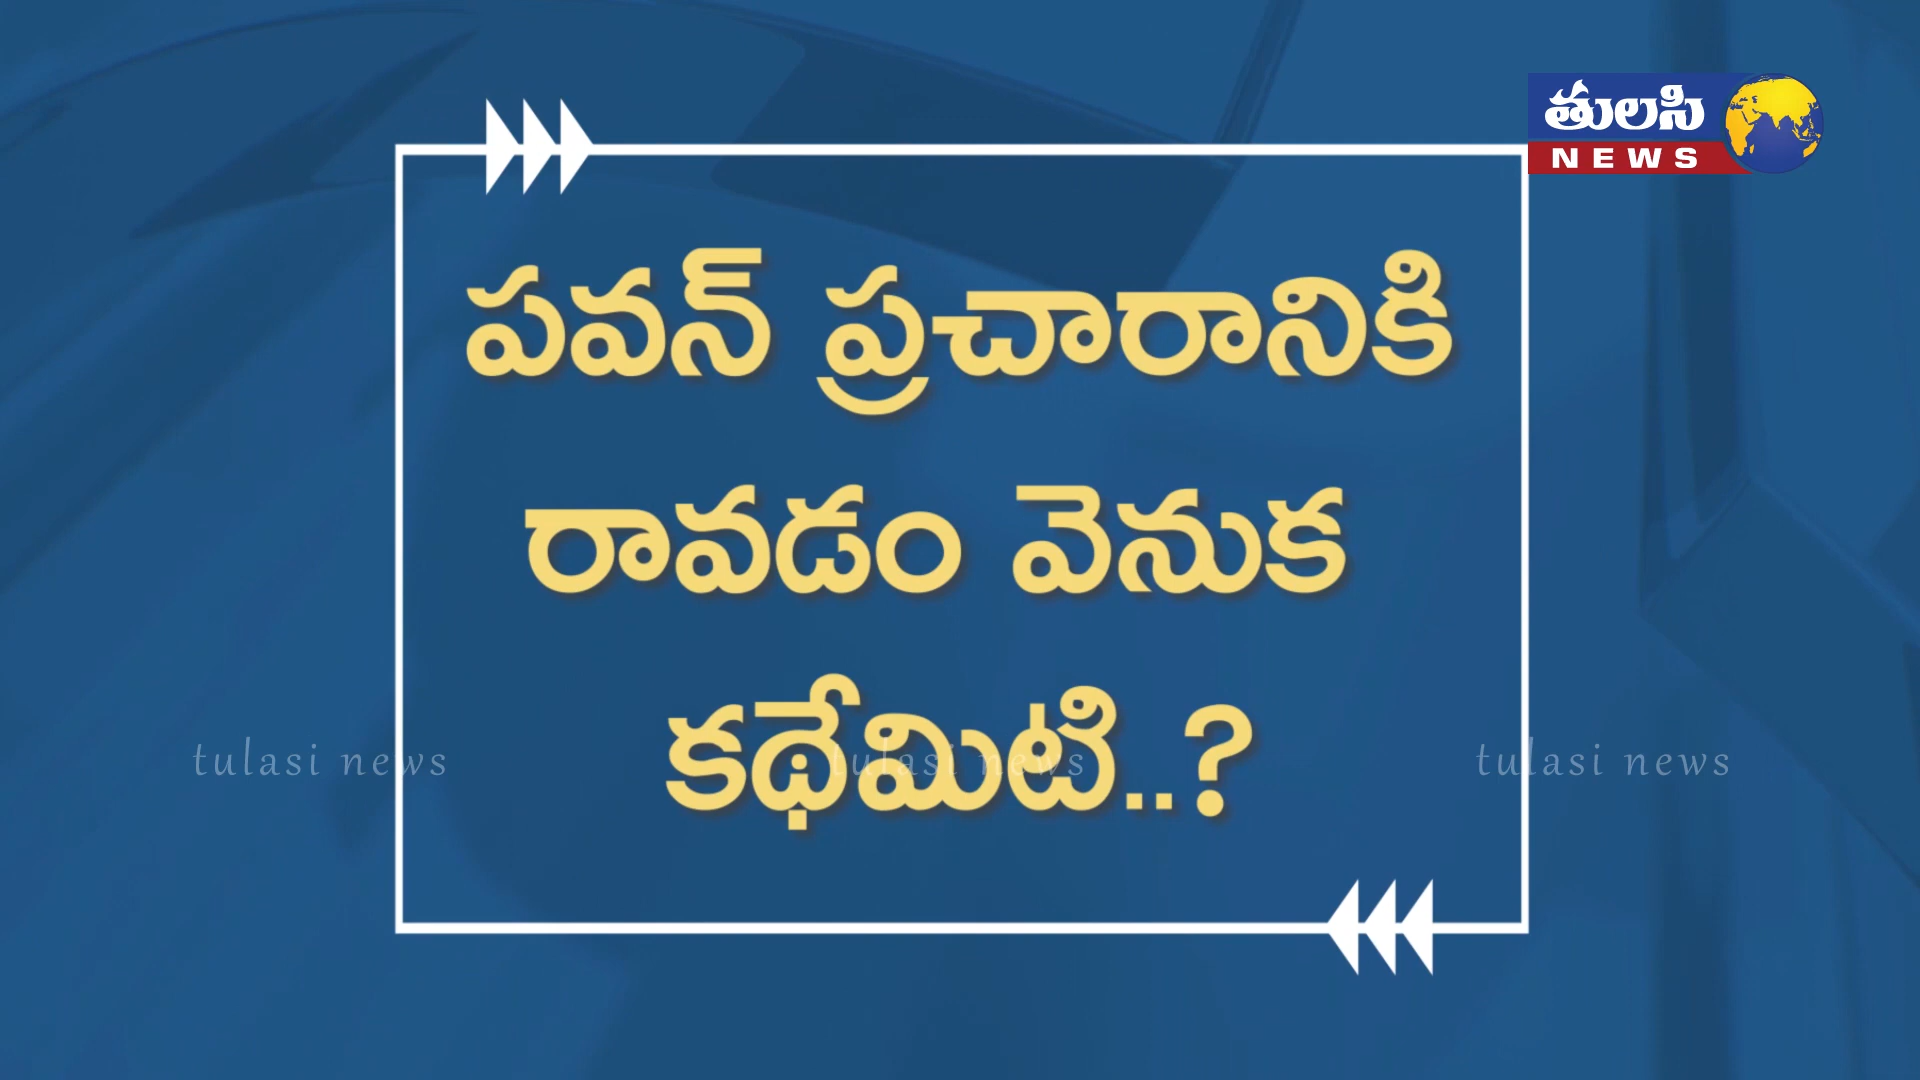 తులసి
NEWS
పవన్ ప్రచారానికి
రావడం వెనుక
కథేమిటి..?
tulasi news tulasi news tulasi news